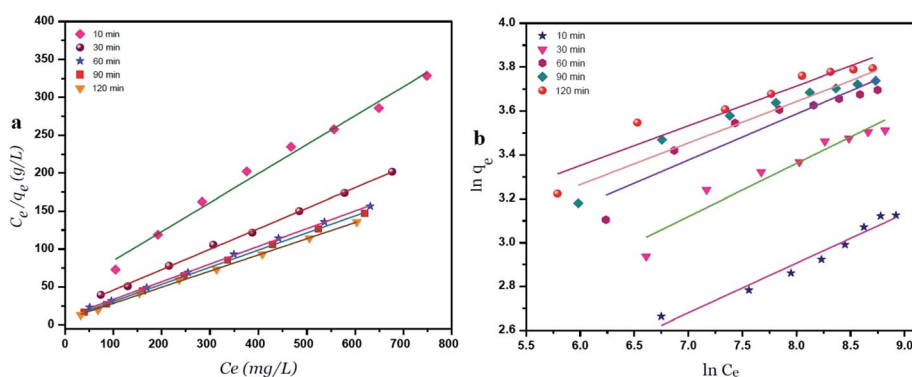 400
350
300
250
200
150
100
50
0
Ce/qe (g/L)
10 min
30 min
60 min
90 min
120 min
a
0 100 200 300 400 500 600 700 800
Ce (mg/L)
4.0
3.8
3.6
3.4
3.2
3.0
2.8
2.6
ln qe
10 min
30 min
60 min
90 min
120 min
b
5.5 6.0 6.5 7.0 7.5 8.0 8.5 9.0
ln Ce